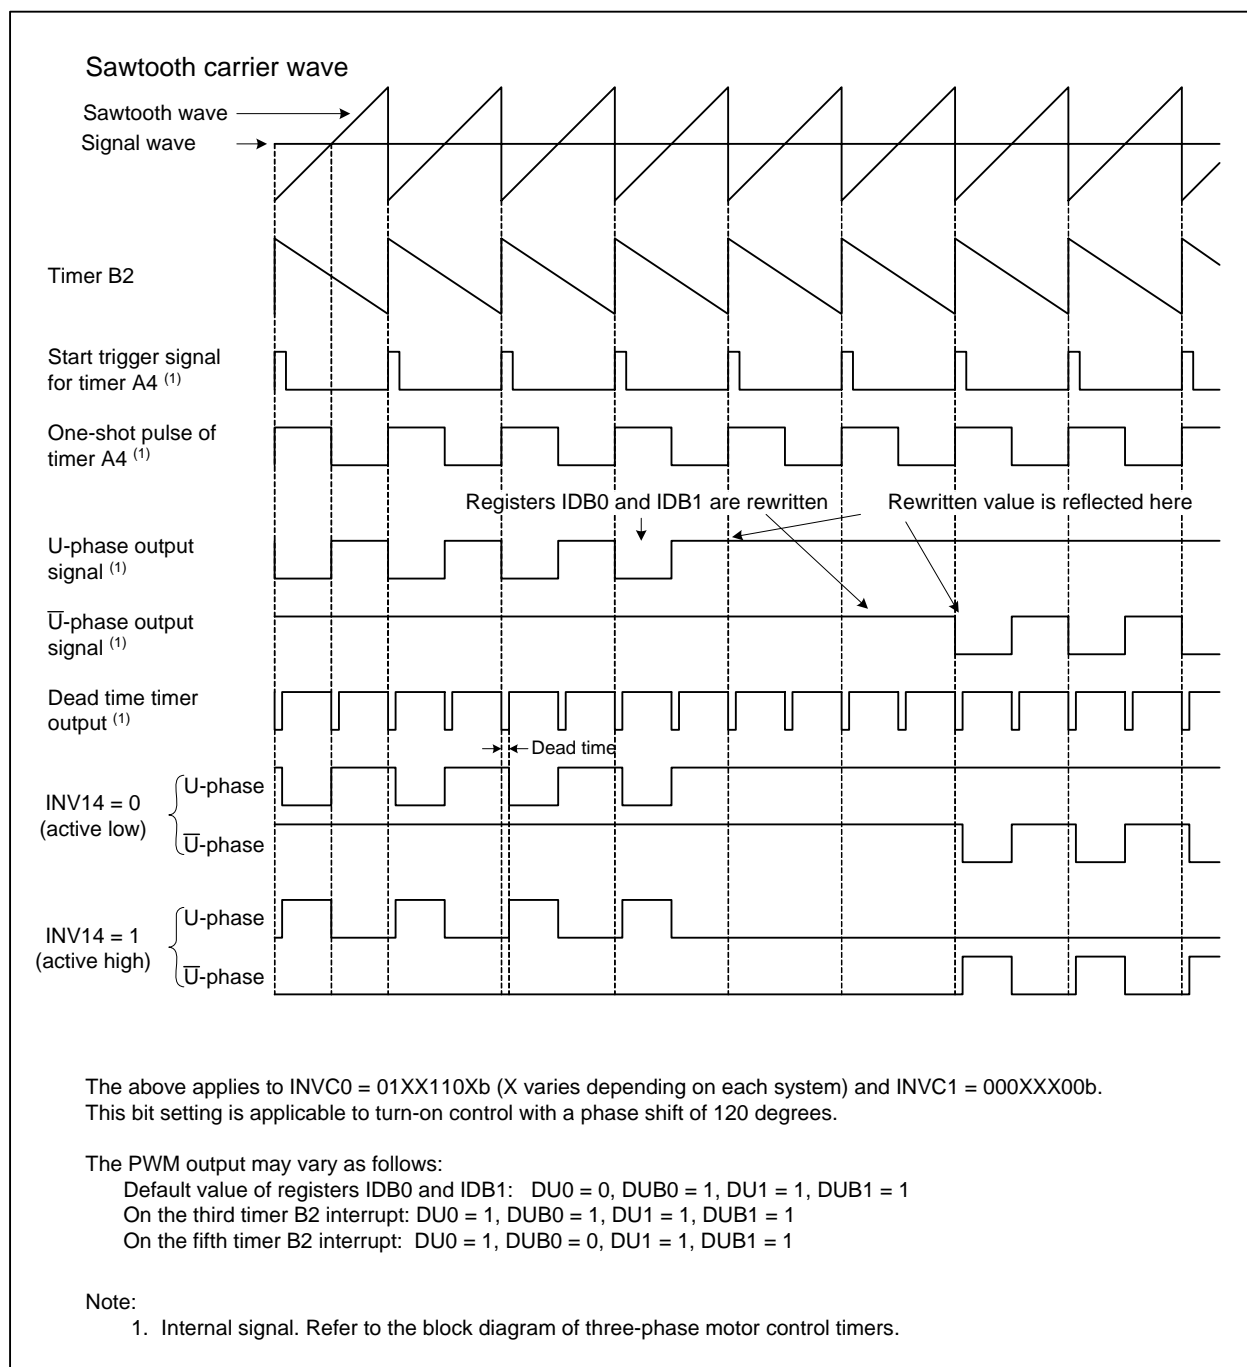 Sawtooth carrier wave
Sawtooth wave
Signal wave
Timer B2
Start trigger signal
for timer A4 (1)
One-shot pulse of
timer A4 (1)
Registers IDB0 and IDB1 are rewritten
Rewritten value is reflected here
U-phase output
signal (1)
U̅-phase output
signal (1)
Dead time timer
output (1)
Dead time
INV14 = 0
(active low)
U-phase
U̅-phase
INV14 = 1
(active high)
U-phase
U̅-phase
The above applies to INVC0 = 01XX110Xb (X varies depending on each system) and INVC1 = 000XXX00b.
This bit setting is applicable to turn-on control with a phase shift of 120 degrees.
The PWM output may vary as follows:
Default value of registers IDB0 and IDB1: DU0 = 0, DUB0 = 1, DU1 = 1, DUB1 = 1
On the third timer B2 interrupt: DU0 = 1, DUB0 = 1, DU1 = 1, DUB1 = 1
On the fifth timer B2 interrupt: DU0 = 1, DUB0 = 0, DU1 = 1, DUB1 = 1
Note:
1. Internal signal. Refer to the block diagram of three-phase motor control timers.